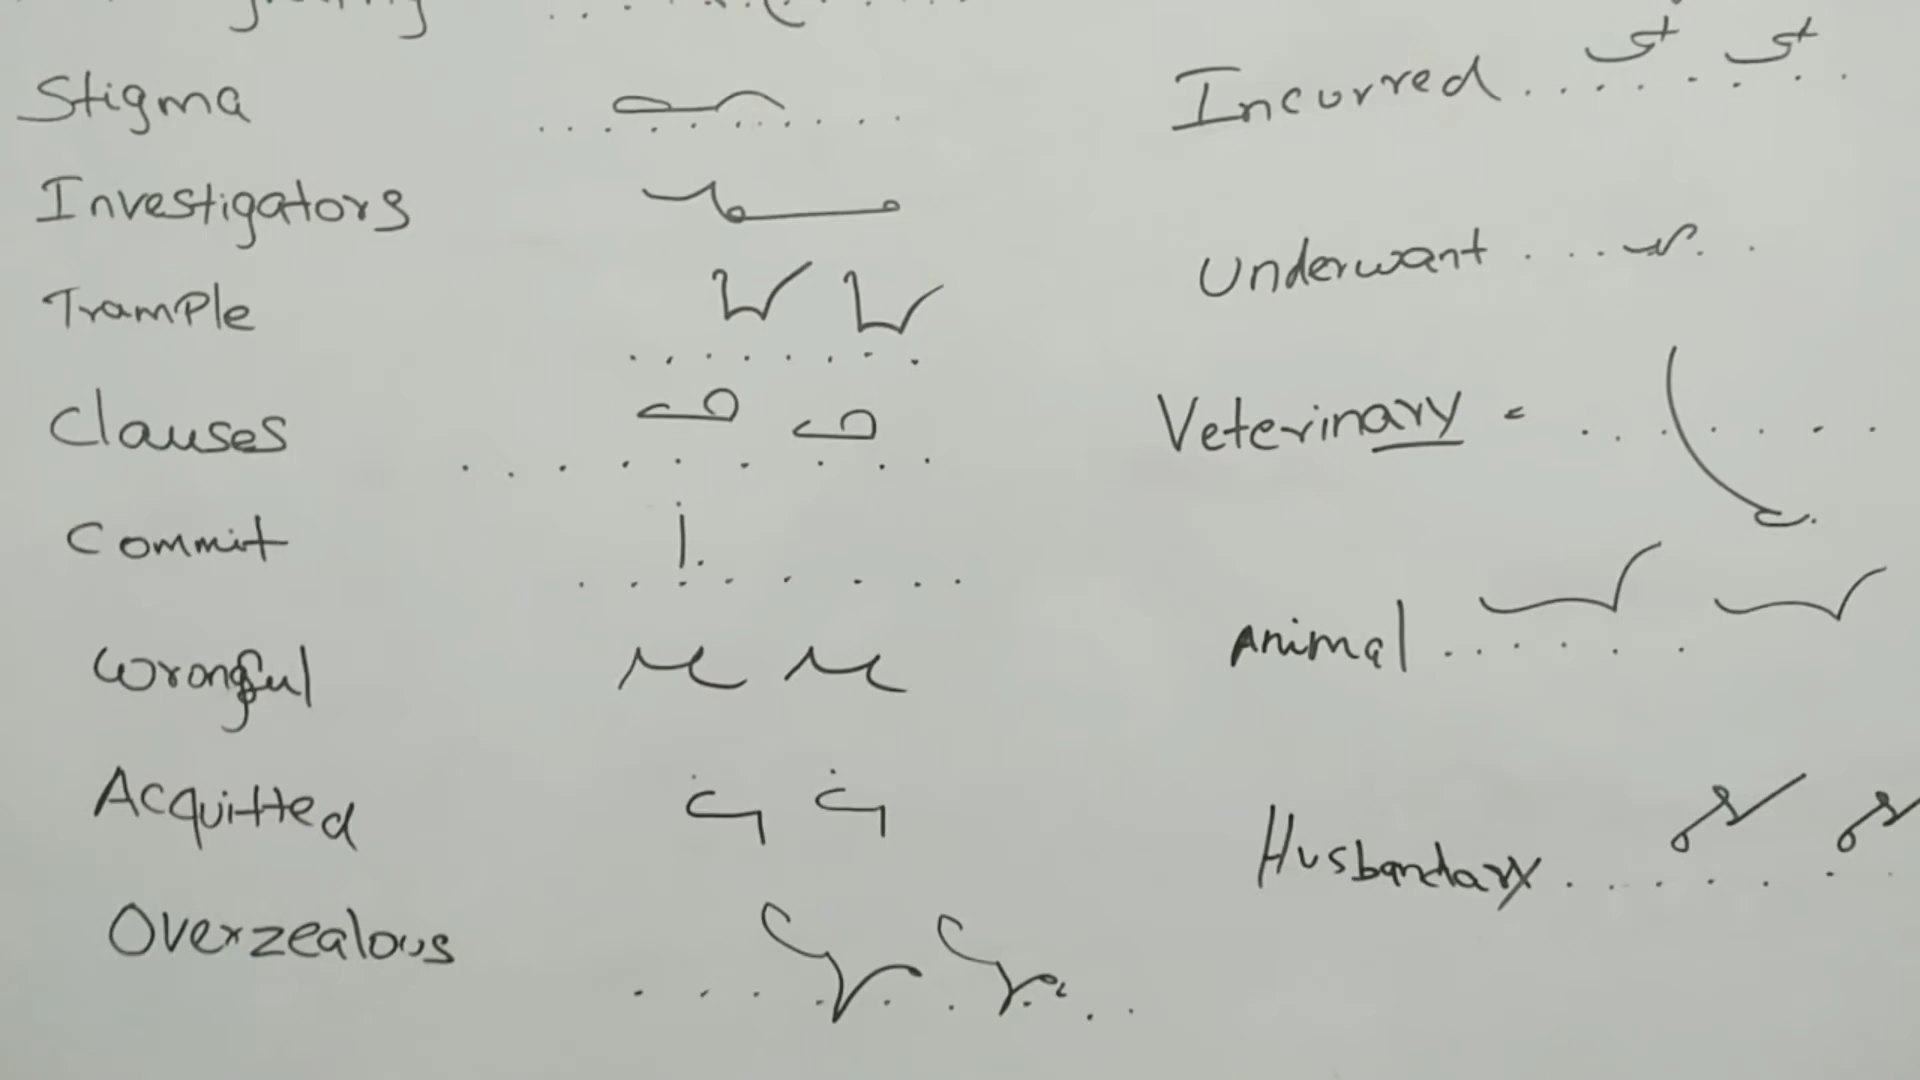 Stigma
Investigators
Trample
Clauses
Commit
Wrongful
Acquitted
Overzealous
Incurred
Underwant
Veterinary =
Animal
Husbandary